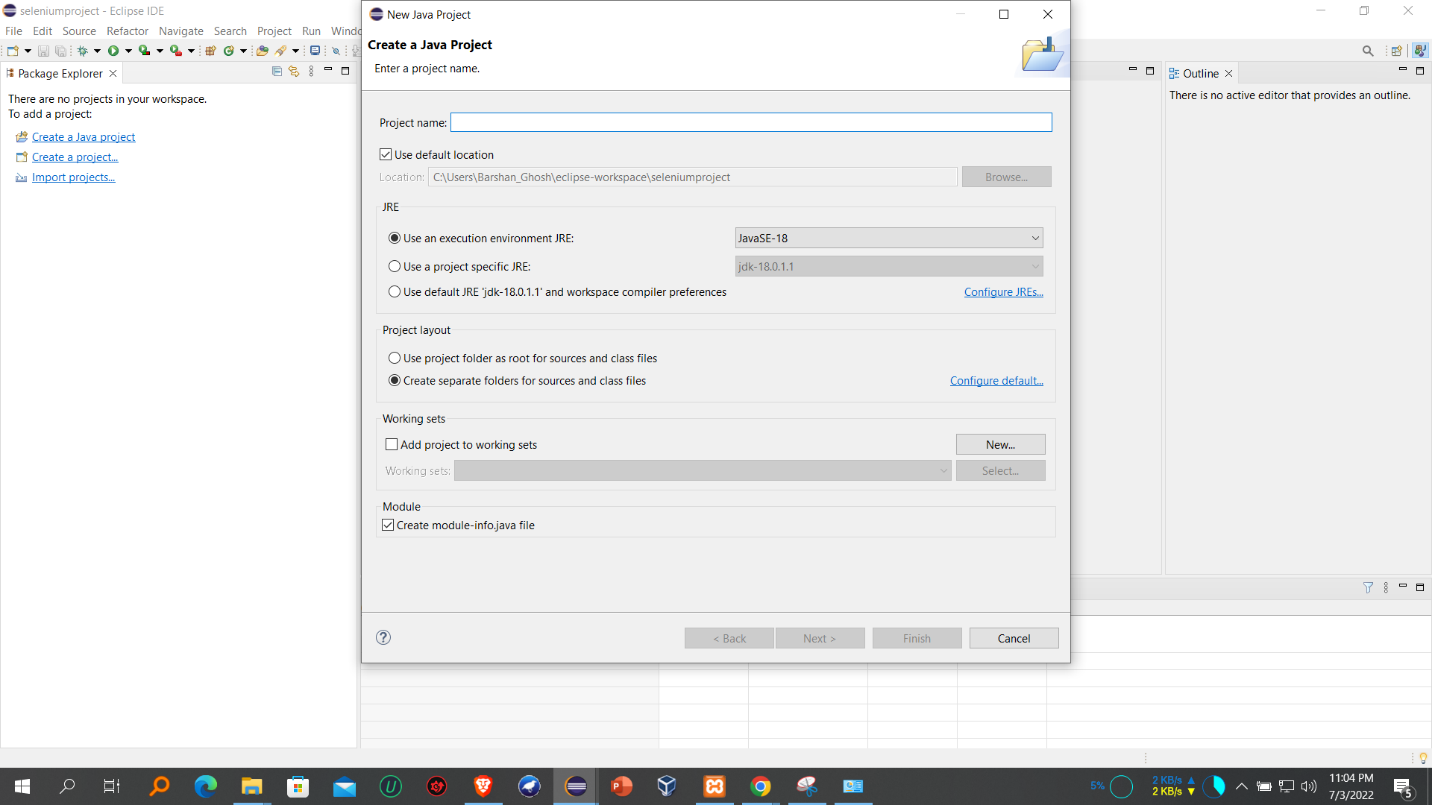 seleniumproject - Eclipse IDE
File Edit Source Refactor Navigate Search Project Run Windo
Package Explorer
There are no projects in your workspace.
To add a project:
Create a Java project
Create a project...
Import projects...
New Java Project
Create a Java Project
Enter a project name.
Project name:
Use default location
Location: C:\Users\Barshan_Ghosh\eclipse-workspace\seleniumproject Browse...
JRE
Use an execution environment JRE: JavaSE-18
Use a project specific JRE: jdk-18.0.1.1
Use default JRE 'jdk-18.0.1.1' and workspace compiler preferences Configure JREs...
Project layout
Use project folder as root for sources and class files
Create separate folders for sources and class files Configure default...
Working sets
Add project to working sets New...
Working sets: Select...
Module
Create module-info.java file
< Back Next > Finish Cancel
Outline
There is no active editor that provides an outline.
5%
2 KB/s
2 KB/s
11:04 PM
7/3/2022
5